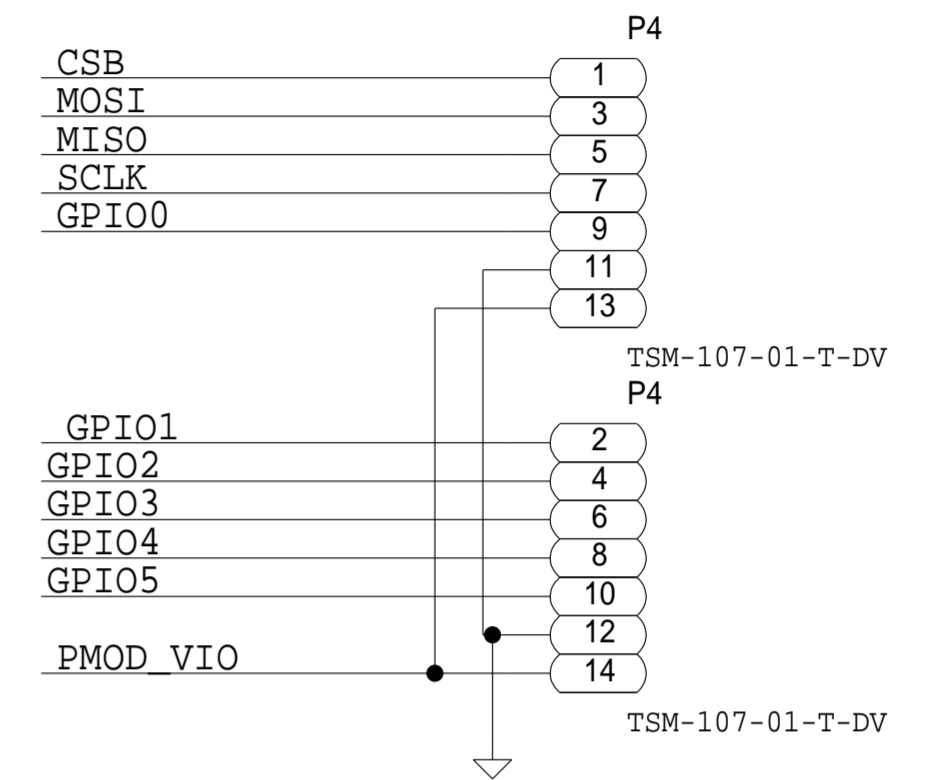 P4
CSB 1
MOSI 3
MISO 5
SCLK 7
GPIO0 9
11
13
TSM-107-01-T-DV
P4
GPIO1 2
GPIO2 4
GPIO3 6
GPIO4 8
GPIO5 10
12
PMOD_VIO 14
TSM-107-01-T-DV